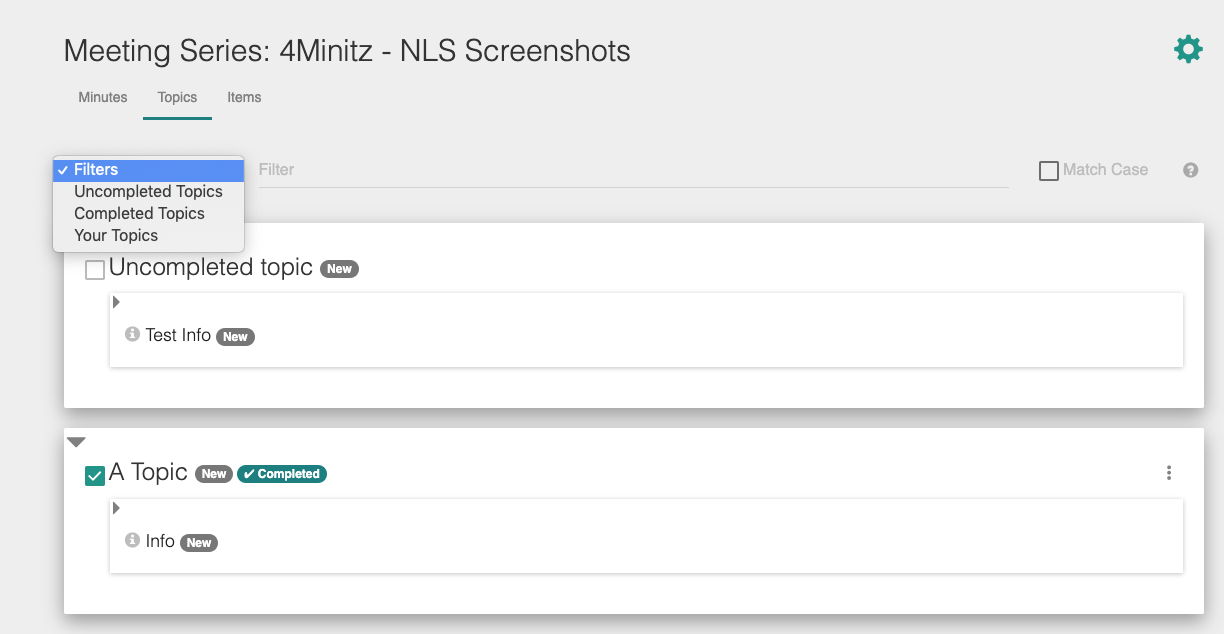 Meeting Series: 4Minitz - NLS Screenshots
Minutes Topics Items
✓ Filters
Uncompleted Topics
Completed Topics
Your Topics
Filter
Match Case
?
Uncompleted topic New
Test Info New
A Topic New ✔ Completed
Info New